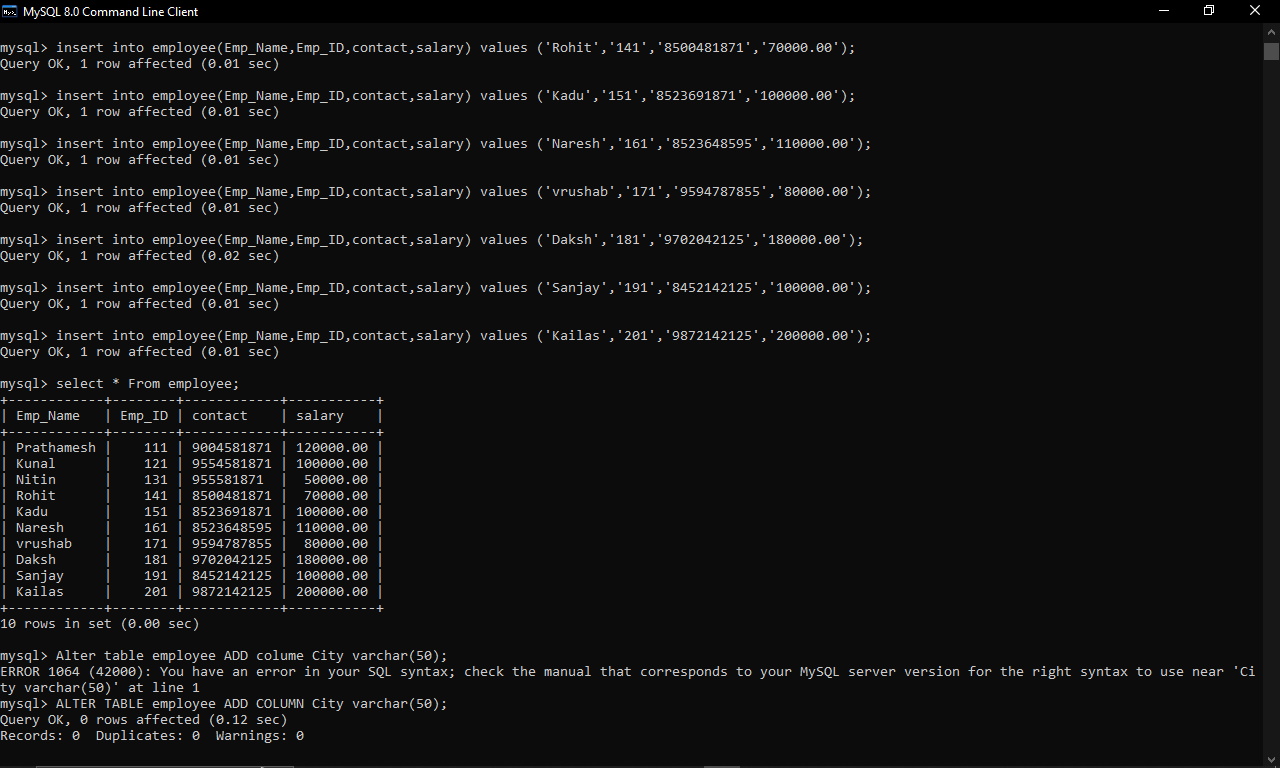 MySQL 8.0 Command Line Client
mysql> insert into employee(Emp_Name,Emp_ID,contact,salary) values ('Rohit','141','8500481871','70000.00');
Query OK, 1 row affected (0.01 sec)
mysql> insert into employee(Emp_Name,Emp_ID,contact,salary) values ('Kadu','151','8523691871','100000.00');
Query OK, 1 row affected (0.01 sec)
mysql> insert into employee(Emp_Name,Emp_ID,contact,salary) values ('Naresh','161','8523648595','110000.00');
Query OK, 1 row affected (0.01 sec)
mysql> insert into employee(Emp_Name,Emp_ID,contact,salary) values ('vrushab','171','9594787855','80000.00');
Query OK, 1 row affected (0.01 sec)
mysql> insert into employee(Emp_Name,Emp_ID,contact,salary) values ('Daksh','181','9702042125','180000.00');
Query OK, 1 row affected (0.02 sec)
mysql> insert into employee(Emp_Name,Emp_ID,contact,salary) values ('Sanjay','191','8452142125','100000.00');
Query OK, 1 row affected (0.01 sec)
mysql> insert into employee(Emp_Name,Emp_ID,contact,salary) values ('Kailas','201','9872142125','200000.00');
Query OK, 1 row affected (0.01 sec)
mysql> select * From employee;
+------------+--------+------------+-----------+
| Emp_Name   | Emp_ID | contact    | salary    |
+------------+--------+------------+-----------+
| Prathamesh |    111 | 9004581871 | 120000.00 |
| Kunal      |    121 | 9554581871 | 100000.00 |
| Nitin      |    131 | 955581871  |  50000.00 |
| Rohit      |    141 | 8500481871 |  70000.00 |
| Kadu       |    151 | 8523691871 | 100000.00 |
| Naresh     |    161 | 8523648595 | 110000.00 |
| vrushab    |    171 | 9594787855 |  80000.00 |
| Daksh      |    181 | 9702042125 | 180000.00 |
| Sanjay     |    191 | 8452142125 | 100000.00 |
| Kailas     |    201 | 9872142125 | 200000.00 |
+------------+--------+------------+-----------+
10 rows in set (0.00 sec)
mysql> Alter table employee ADD colume City varchar(50);
ERROR 1064 (42000): You have an error in your SQL syntax; check the manual that corresponds to your MySQL server version for the right syntax to use near 'Ci
ty varchar(50)' at line 1
mysql> ALTER TABLE employee ADD COLUMN City varchar(50);
Query OK, 0 rows affected (0.12 sec)
Records: 0  Duplicates: 0  Warnings: 0